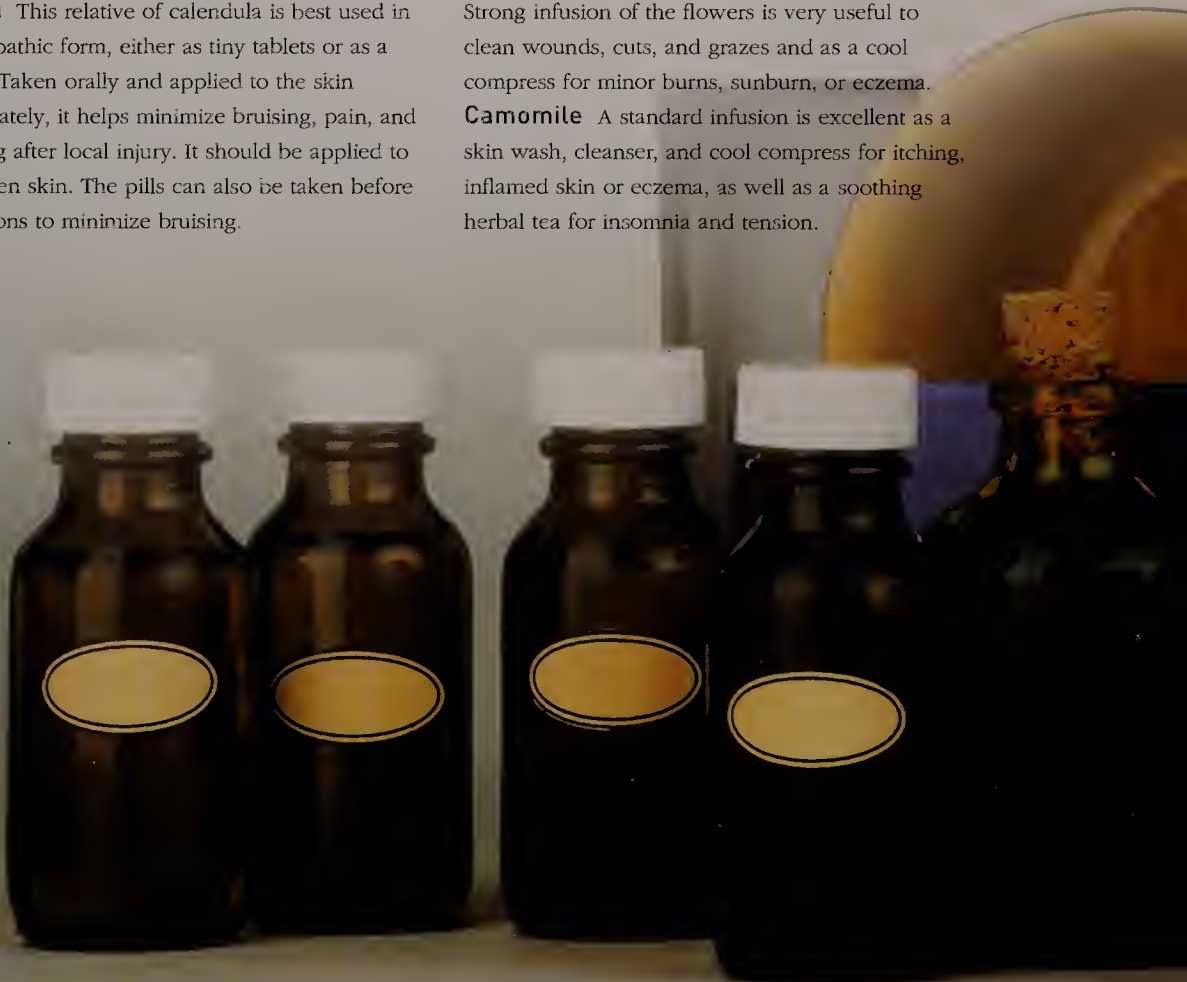 This relative of calendula is best used in
pathic form, either as tiny tablets or as a
Taken orally and applied to the skin
ately, it helps minimize bruising, pain, and
g after local injury. It should be applied to
en skin. The pills can also be taken before
ons to minimize bruising.
Strong infusion of the flowers is very useful to
clean wounds, cuts, and grazes and as a cool
compress for minor burns, sunburn, or eczema.
Camomile A standard infusion is excellent as a
skin wash, cleanser, and cool compress for itching,
inflamed skin or eczema, as well as a soothing
herbal tea for insomnia and tension.